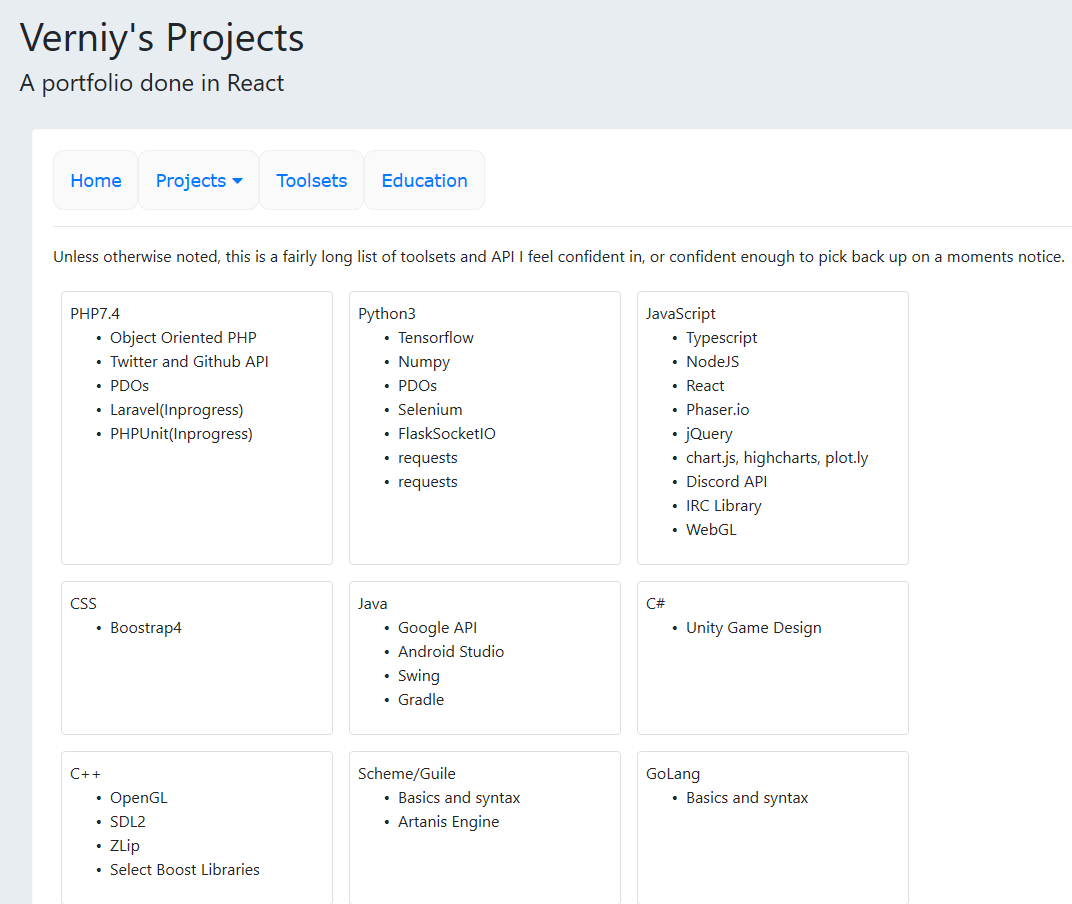 Verniy's Projects
A portfolio done in React
Home Projects Toolsets Education
Unless otherwise noted, this is a fairly long list of toolsets and API I feel confident in, or confident enough to pick back up on a moments notice.
PHP7.4
• Object Oriented PHP
• Twitter and Github API
• PDOs
• Laravel(Inprogress)
• PHPUnit(Inprogress)
Python3
• Tensorflow
• Numpy
• PDOs
• Selenium
• FlaskSocketIO
• requests
• requests
JavaScript
• Typescript
• NodeJS
• React
• Phaser.io
• jQuery
• chart.js, highcharts, plot.ly
• Discord API
• IRC Library
• WebGL
CSS
• Boostrap4
Java
• Google API
• Android Studio
• Swing
• Gradle
C#
• Unity Game Design
C++
• OpenGL
• SDL2
• ZLip
• Select Boost Libraries
Scheme/Guile
• Basics and syntax
• Artanis Engine
GoLang
• Basics and syntax